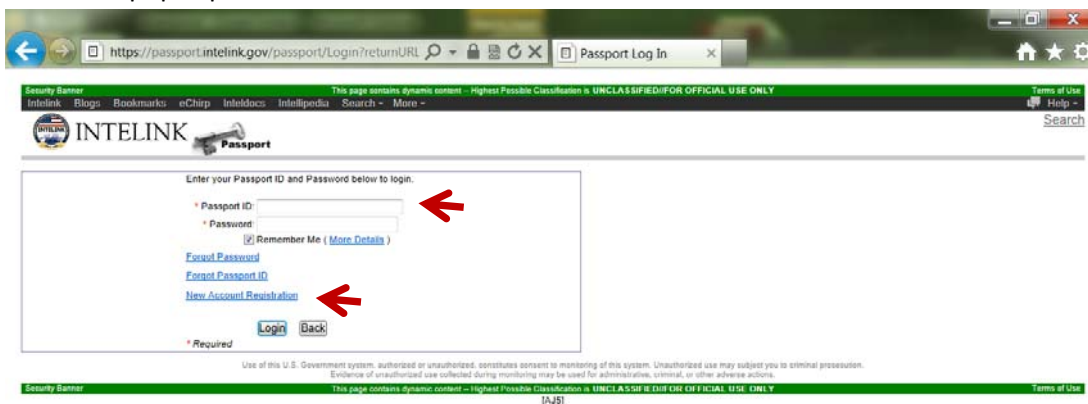 https://passport.intelink.gov/passport/Login?returnURL
Passport Log In
Security Banner This page contains dynamic content -- Highest Possible Classification is UNCLASSIFIED//FOR OFFICIAL USE ONLY Terms of Use
Intelink Blogs Bookmarks eChirp Inteldocs Intellipedia Search More Help
INTELINK Passport
Search
Enter your Passport ID and Password below to login.
* Passport ID:
* Password:
Remember Me ( More Details )
Forgot Password
Forgot Passport ID
New Account Registration
Login Back
* Required
Use of this U.S. Government system, authorized or unauthorized, constitutes consent to monitoring of this system. Unauthorized use may subject you to criminal prosecution.
Evidence of unauthorized use collected during monitoring may be used for administrative, criminal, or other adverse actions.
Security Banner This page contains dynamic content -- Highest Possible Classification is UNCLASSIFIED//FOR OFFICIAL USE ONLY Terms of Use
[AJ5]